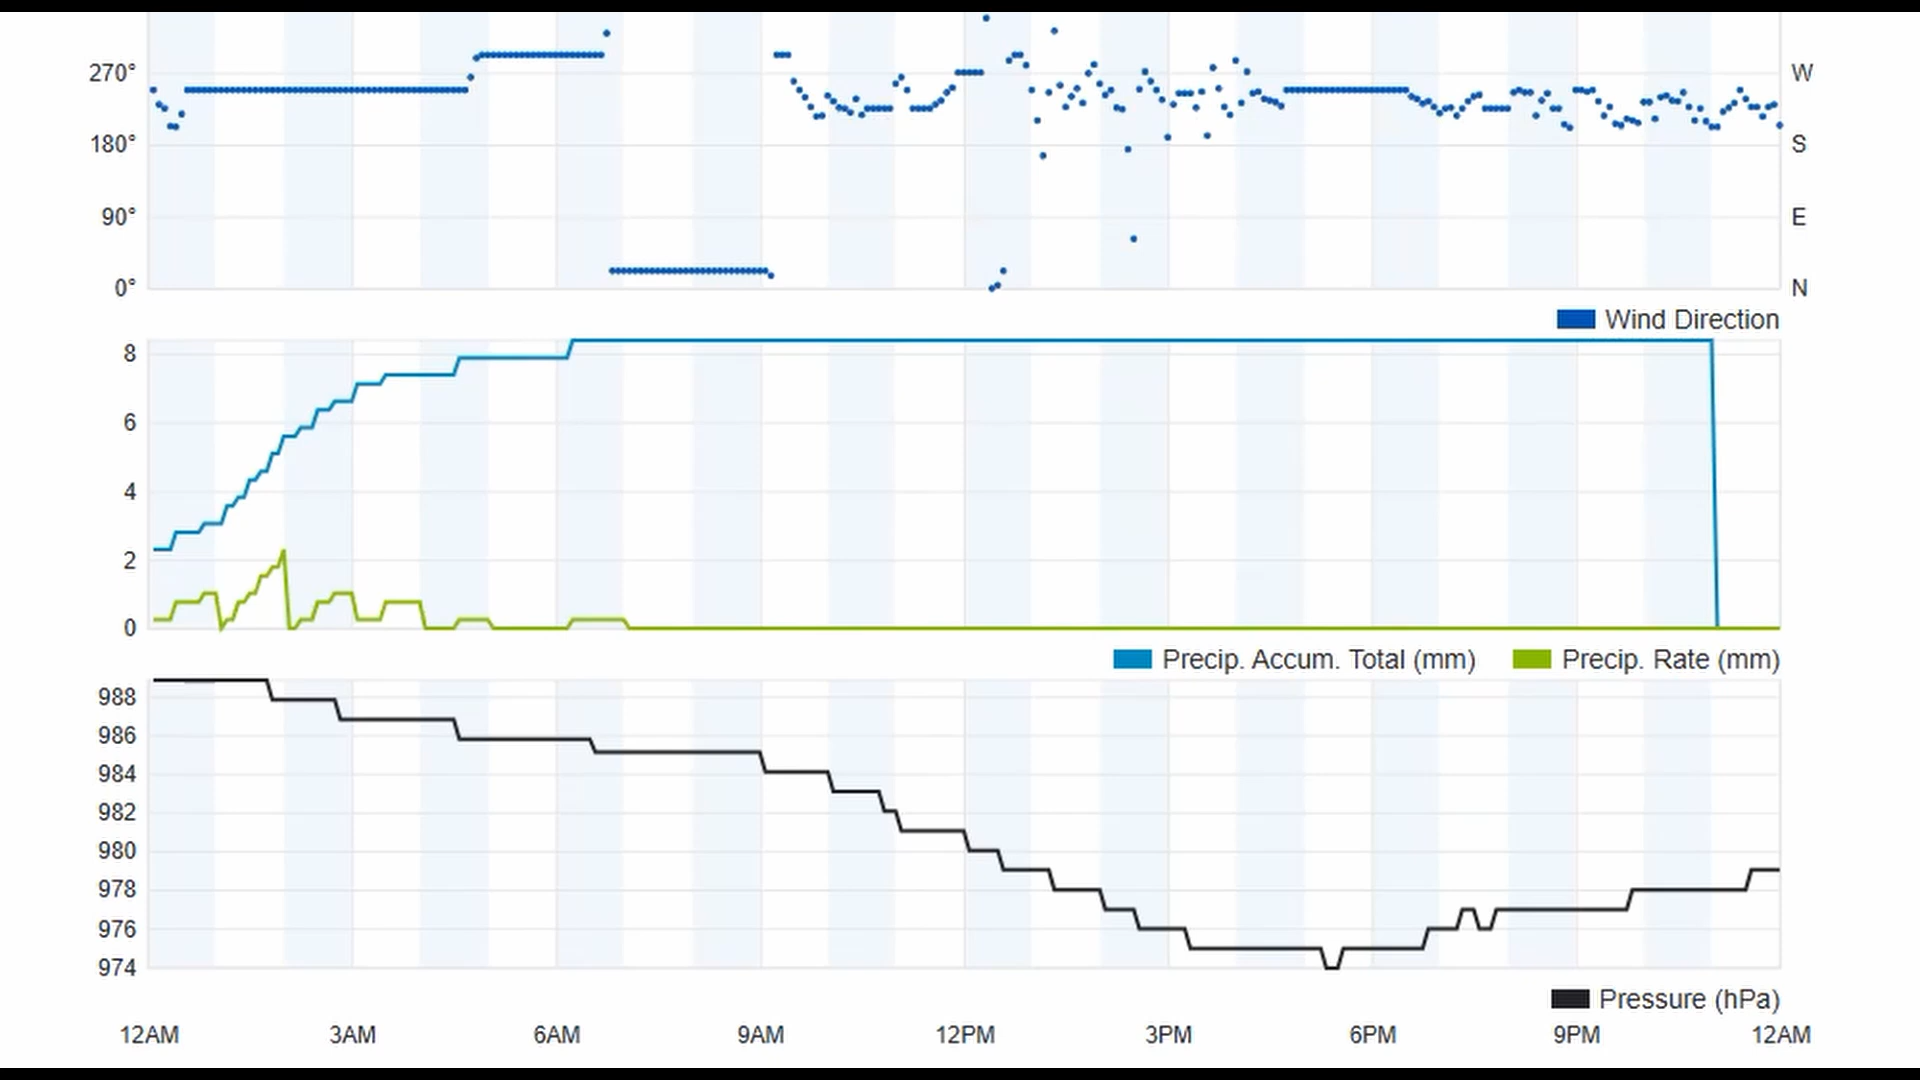 270° W
180° S
90° E
0° N
Wind Direction
8
6
4
2
0
Precip. Accum. Total (mm) Precip. Rate (mm)
988
986
984
982
980
978
976
974
Pressure (hPa)
12AM 3AM 6AM 9AM 12PM 3PM 6PM 9PM 12AM